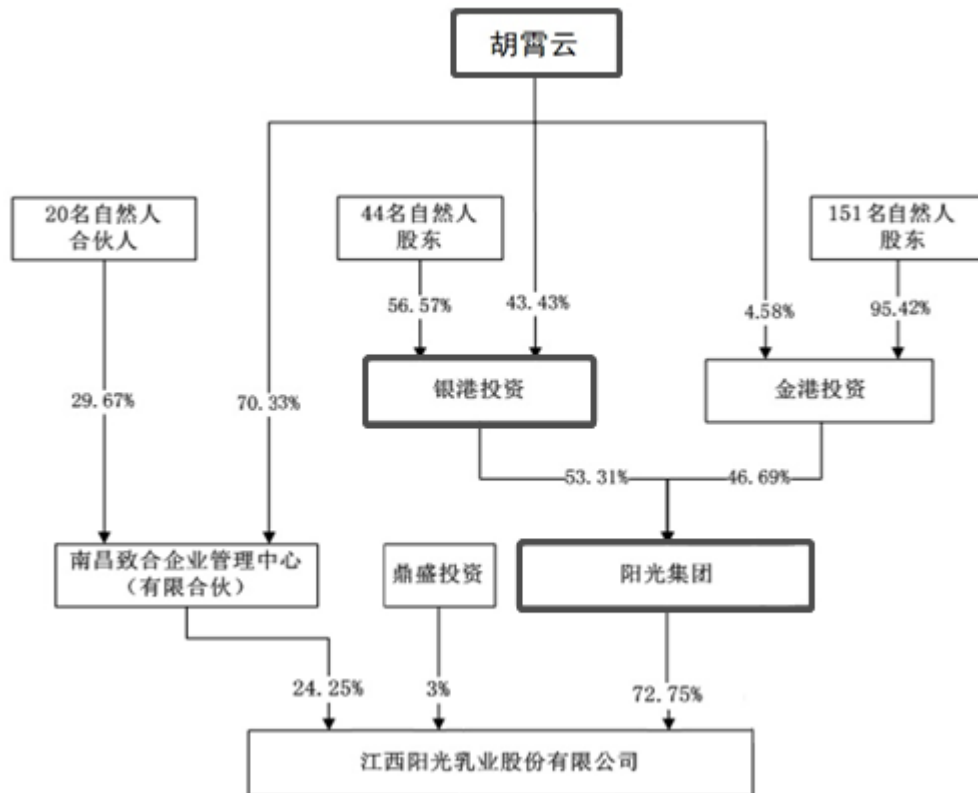 胡霄云
20名自然人
合伙人
44名自然人
股东
151名自然人
股东
56.57%
43.43%
4.58%
95.42%
银港投资
金港投资
29.67%
70.33%
53.31%
46.69%
南昌致合企业管理中心
（有限合伙）
鼎盛投资
阳光集团
24.25%
3%
72.75%
江西阳光乳业股份有限公司